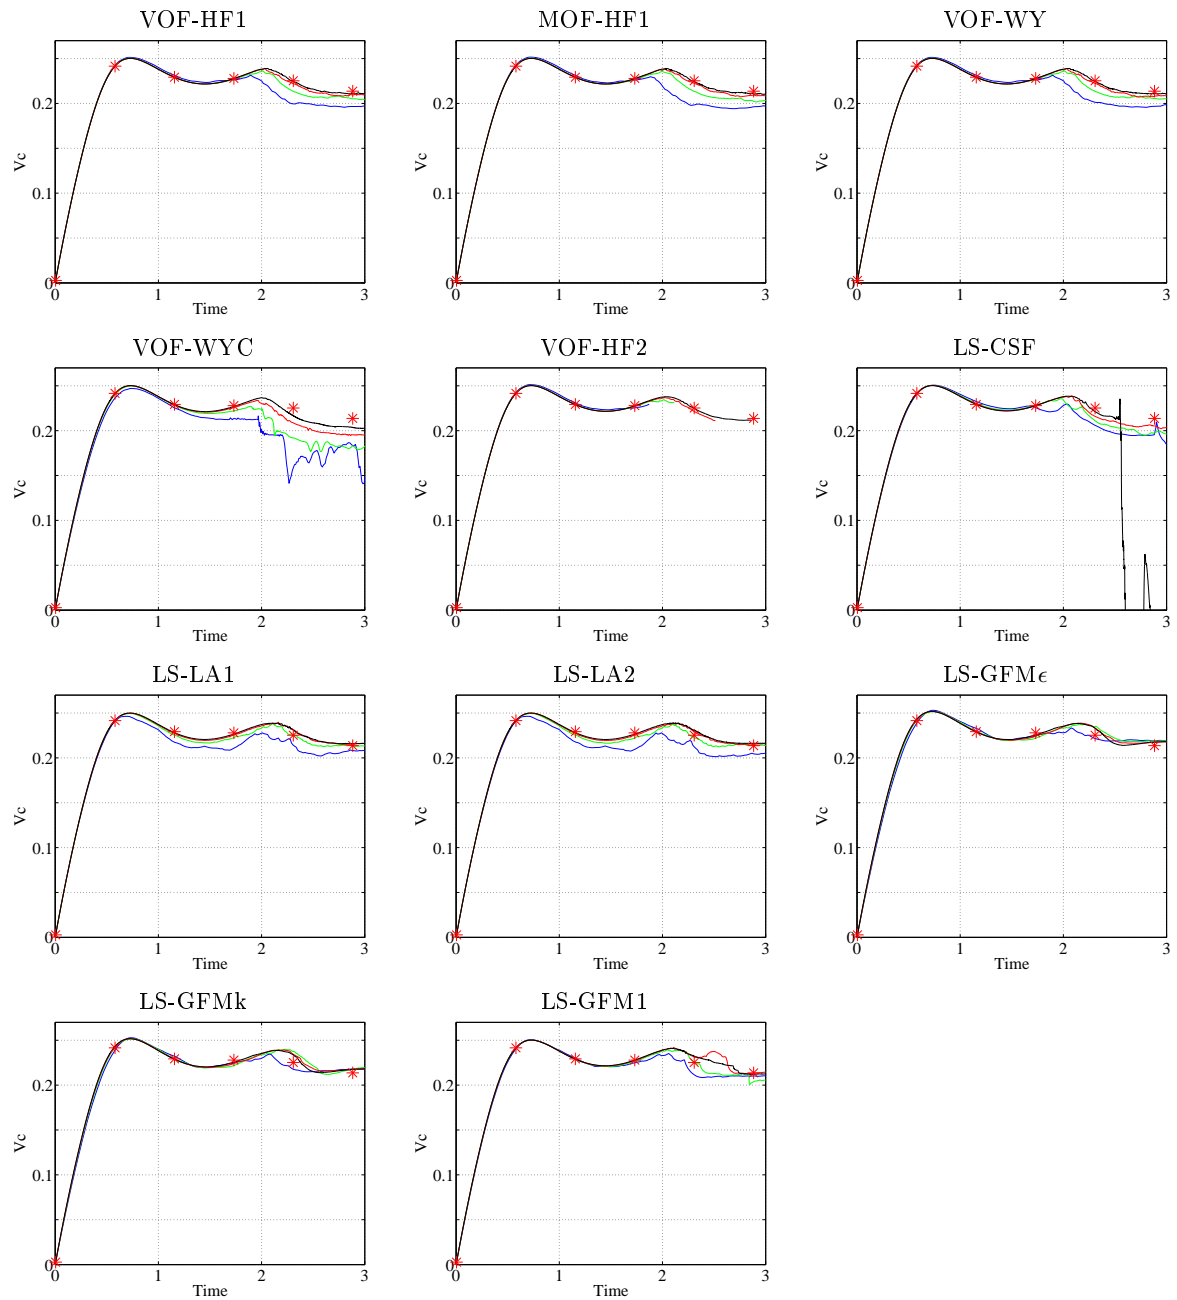 VOF-HF1
MOF-HF1
VOF-WY
Vc
0.2
0.1
0
0 1 2 3
Time
Vc
0.2
0.1
0
0 1 2 3
Time
Vc
0.2
0.1
0
0 1 2 3
Time
VOF-WYC
VOF-HF2
LS-CSF
Vc
0.2
0.1
0
0 1 2 3
Time
Vc
0.2
0.1
0
0 1 2 3
Time
Vc
0.2
0.1
0
0 1 2 3
Time
LS-LA1
LS-LA2
LS-GFMϵ
Vc
0.2
0.1
0
0 1 2 3
Time
Vc
0.2
0.1
0
0 1 2 3
Time
Vc
0.2
0.1
0
0 1 2 3
Time
LS-GFMk
LS-GFM1
Vc
0.2
0.1
0
0 1 2 3
Time
Vc
0.2
0.1
0
0 1 2 3
Time